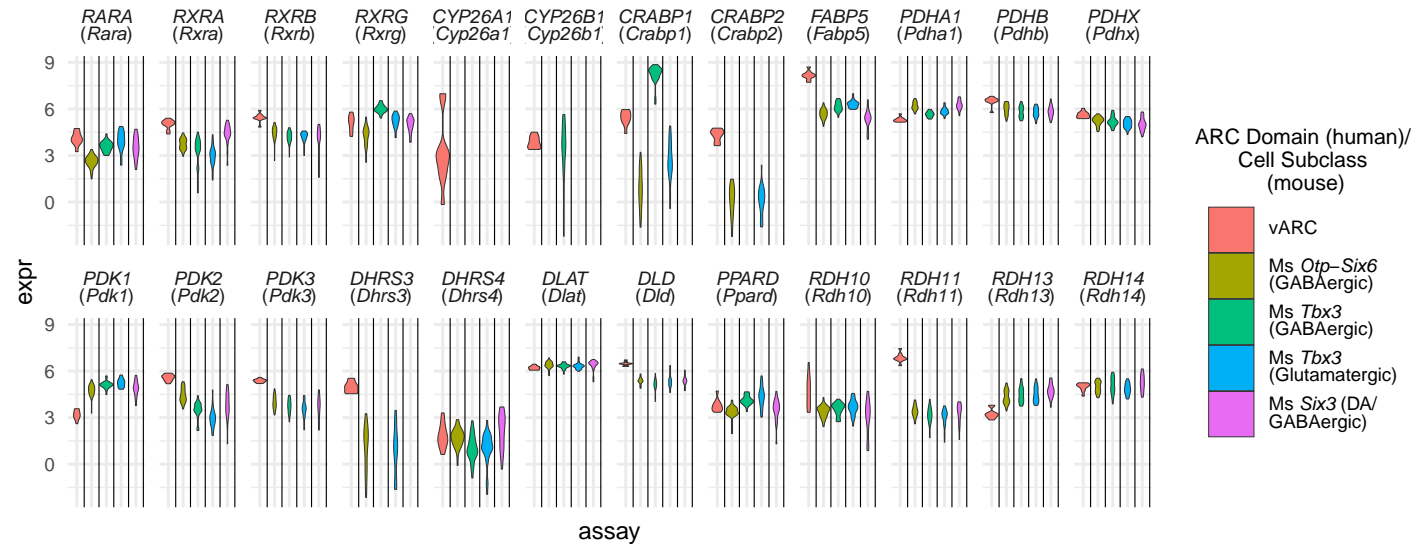 RARA RXRA RXRB RXRG CYP26A1 CYP26B1 CRABP1 CRABP2 FABP5 PDHA1 PDHB PDHX
(Rara) (Rxra) (Rxrb) (Rxrg) (Cyp26a1) (Cyp26b1) (Crabp1) (Crabp2) (Fabp5) (Pdha1) (Pdhb) (Pdhx)
9
6
3
0
PDK1 PDK2 PDK3 DHRS3 DHRS4 DLAT DLD PPARD RDH10 RDH11 RDH13 RDH14
(Pdk1) (Pdk2) (Pdk3) (Dhrs3) (Dhrs4) (Dlat) (Dld) (Ppard) (Rdh10) (Rdh11) (Rdh13) (Rdh14)
9
6
3
0
expr
assay
ARC Domain (human)/
Cell Subclass
(mouse)
vARC
Ms Otp–Six6
(GABAergic)
Ms Tbx3
(GABAergic)
Ms Tbx3
(Glutamatergic)
Ms Six3 (DA/
GABAergic)